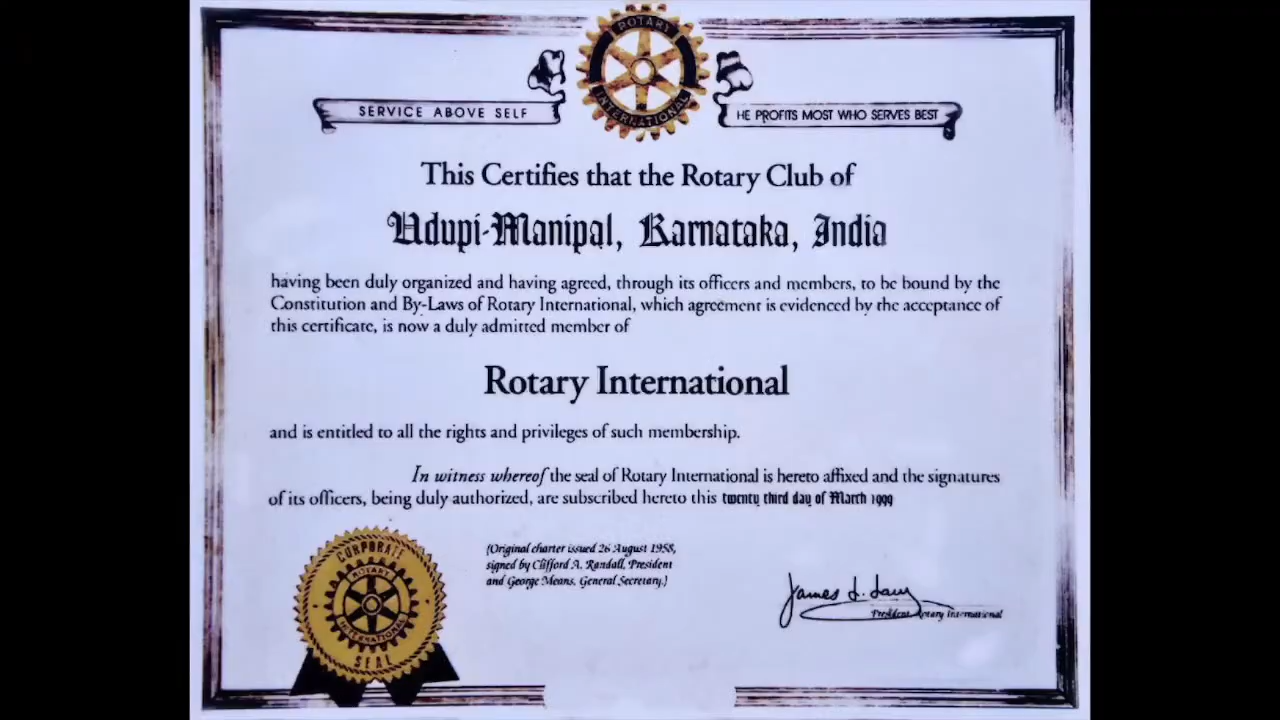 ROTARY
INTERNATIONAL
SERVICE ABOVE SELF
HE PROFITS MOST WHO SERVES BEST
This Certifies that the Rotary Club of
Udupi-Manipal, Karnataka, India
having been duly organized and having agreed, through its officers and members, to be bound by the
Constitution and By-Laws of Rotary International, which agreement is evidenced by the acceptance of
this certificate, is now a duly admitted member of
Rotary International
and is entitled to all the rights and privileges of such membership.
In witness whereof the seal of Rotary International is hereto affixed and the signatures
of its officers, being duly authorized, are subscribed hereto this twenty third day of March 1999
(Original charter issued 26 August 1958,
signed by Clifford A. Randall, President
and George Means, General Secretary.)
CORPORATE
ROTARY
INTERNATIONAL
SEAL
James L. Lacy
President, Rotary International